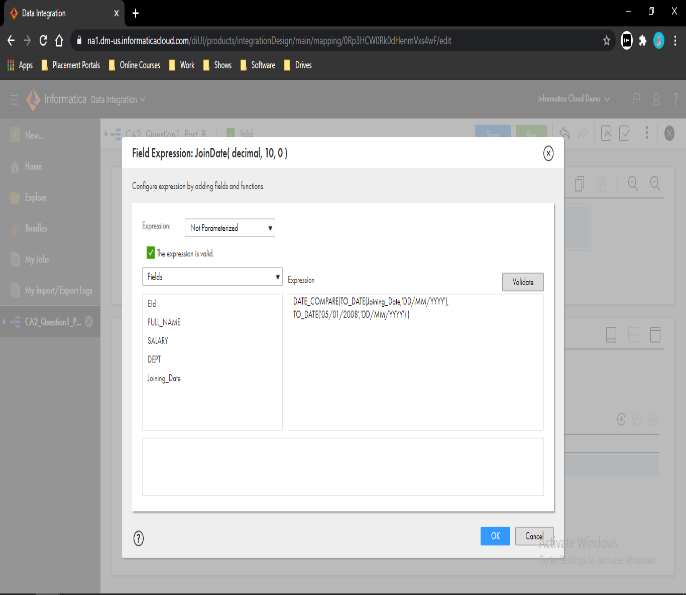 Data Integration
na1.dm-us.informaticacloud.com/diUI/products/integrationDesign/main/mapping/0Rp3HCW0Rk0dHenmVxs4wF/edit
Apps Placement Portals Online Courses Work Shows Software Drives
Informatica Data Integration Informatica Cloud Demo
New...
CA2_Question1_Part_B Valid
Home
Explore
Bundles
My Jobs
My Import/Export Logs
CA2_Question1_P...
Field Expression: JoinDate( decimal, 10, 0 )
Configure expression by adding fields and functions.
Expression: Not Parameterized
The expression is valid.
Fields Expression Validate
EId
FULL_NAME
SALARY
DEPT
Joining_Date
DATE_COMPARE(TO_DATE(Joining_Date,'DD/MM/YYYY'),
TO_DATE('05/01/2008','DD/MM/YYYY') )
OK Cancel
Activate Windows
Go to Settings to activate Windows.